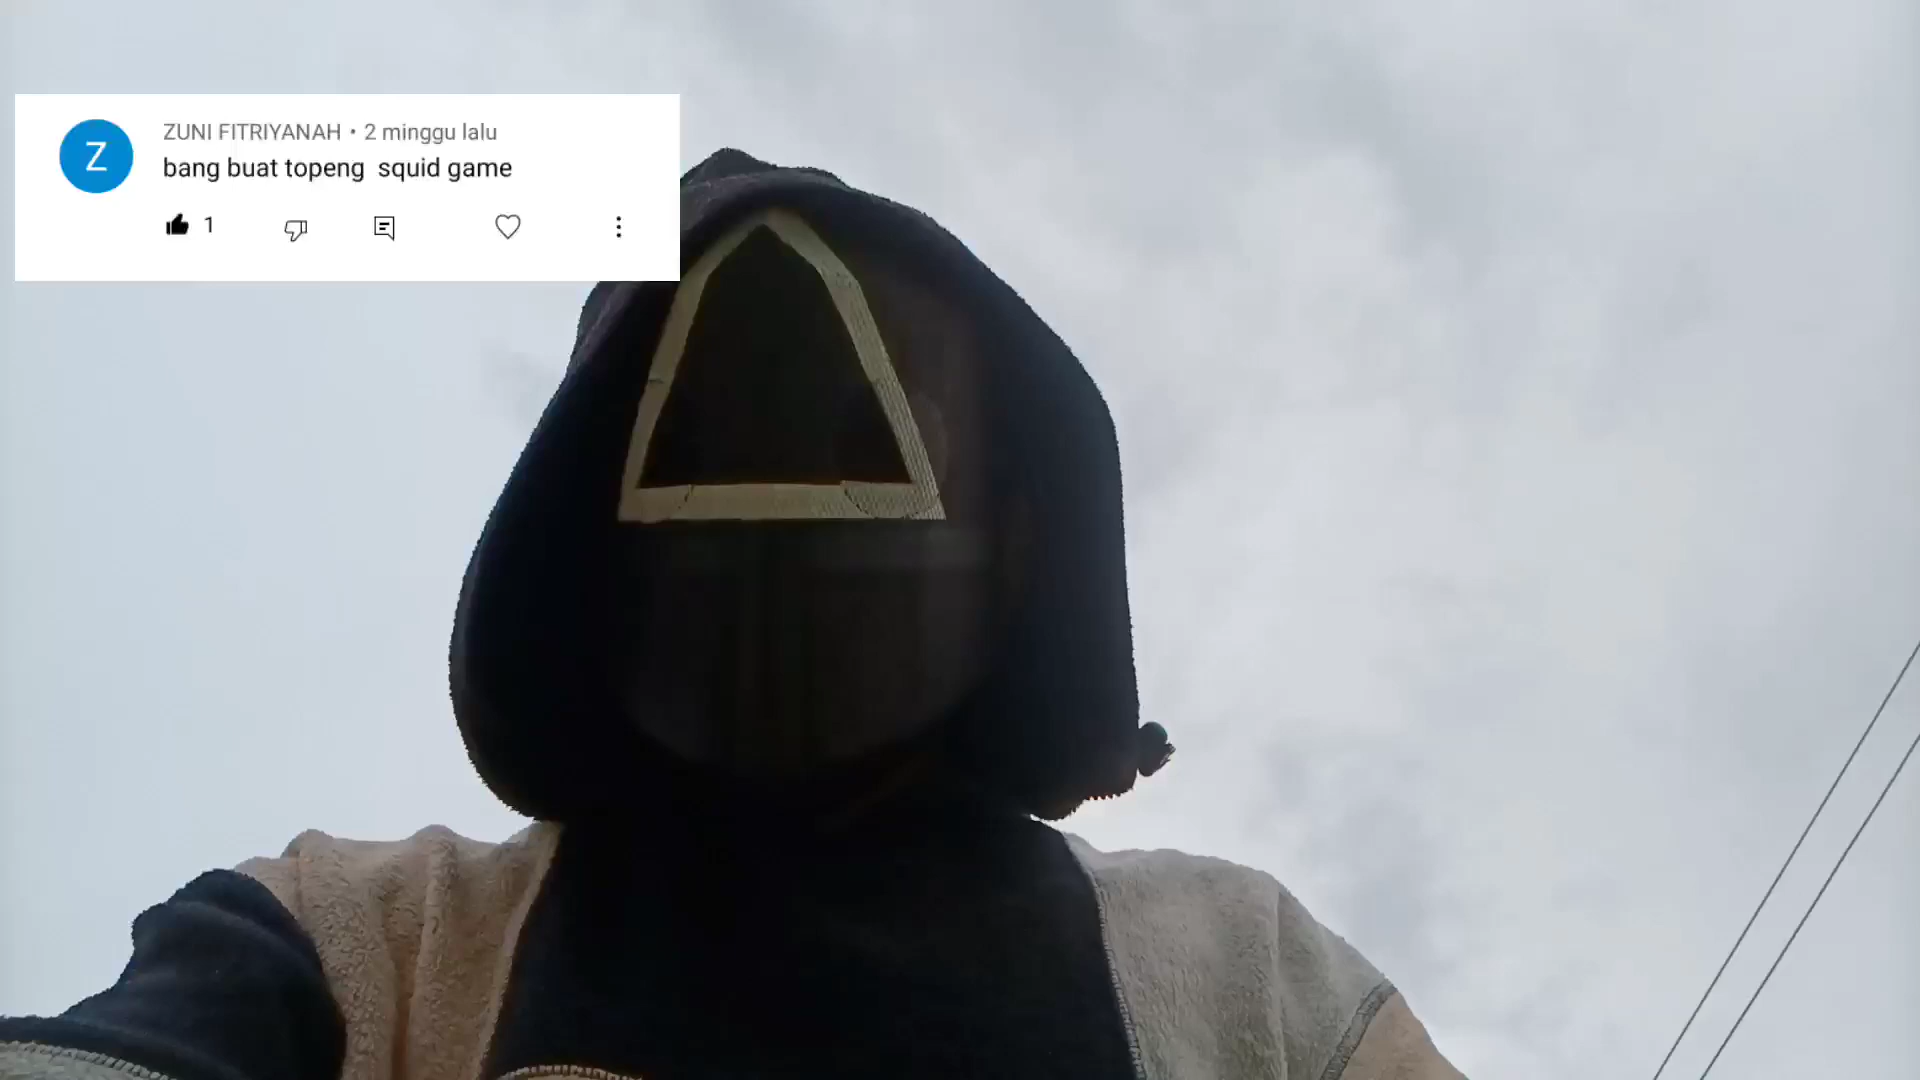 Z
ZUNI FITRIYANAH • 2 minggu lalu
bang buat topeng squid game
1